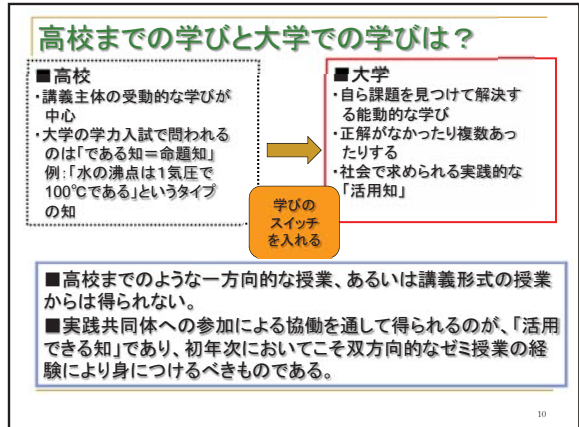 高校までの学びと大学での学びは？
■高校
・講義主体の受動的な学びが
中心
・大学の学力入試で問われる
のは「である知＝命題知」
例：「水の沸点は1気圧で
100℃である」というタイプ
の知
■大学
・自ら課題を見つけて解決す
る能動的な学び
・正解がなかったり複数あっ
たりする
・社会で求められる実践的な
「活用知」
学びの
スイッチ
を入れる
■高校までのような一方向的な授業、あるいは講義形式の授業
からは得られない。
■実践共同体への参加による協働を通して得られるのが、「活用
できる知」であり、初年次においてこそ双方向的なゼミ授業の経
験により身につけるべきものである。
10